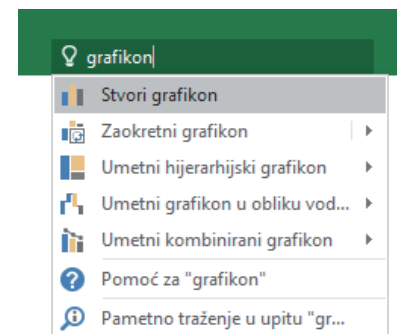 grafikon
Stvori grafikon
Zaokretni grafikon
Umetni hijerarhijski grafikon
Umetni grafikon u obliku vod...
Umetni kombinirani grafikon
Pomoć za "grafikon"
Pametno traženje u upitu "gr...